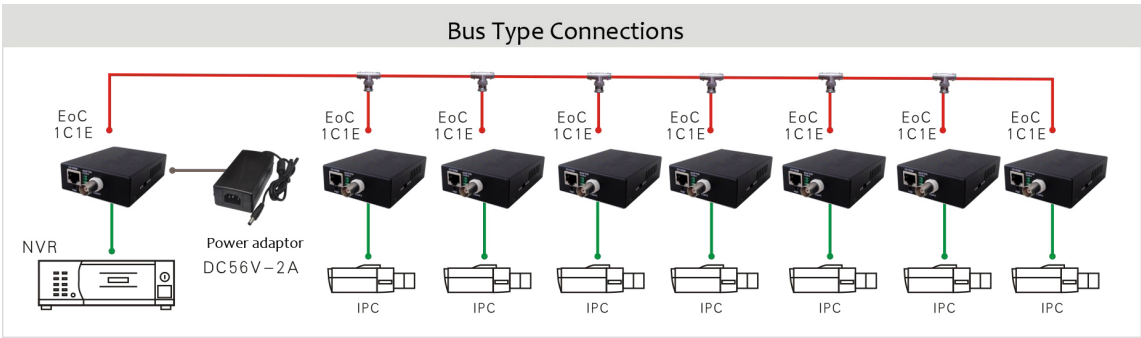 Bus Type Connections
EoC
1C1E
EoC
1C1E
EoC
1C1E
EoC
1C1E
EoC
1C1E
EoC
1C1E
EoC
1C1E
EoC
1C1E
NVR
Power adaptor
DC56V-2A
IPC
IPC
IPC
IPC
IPC
IPC
IPC